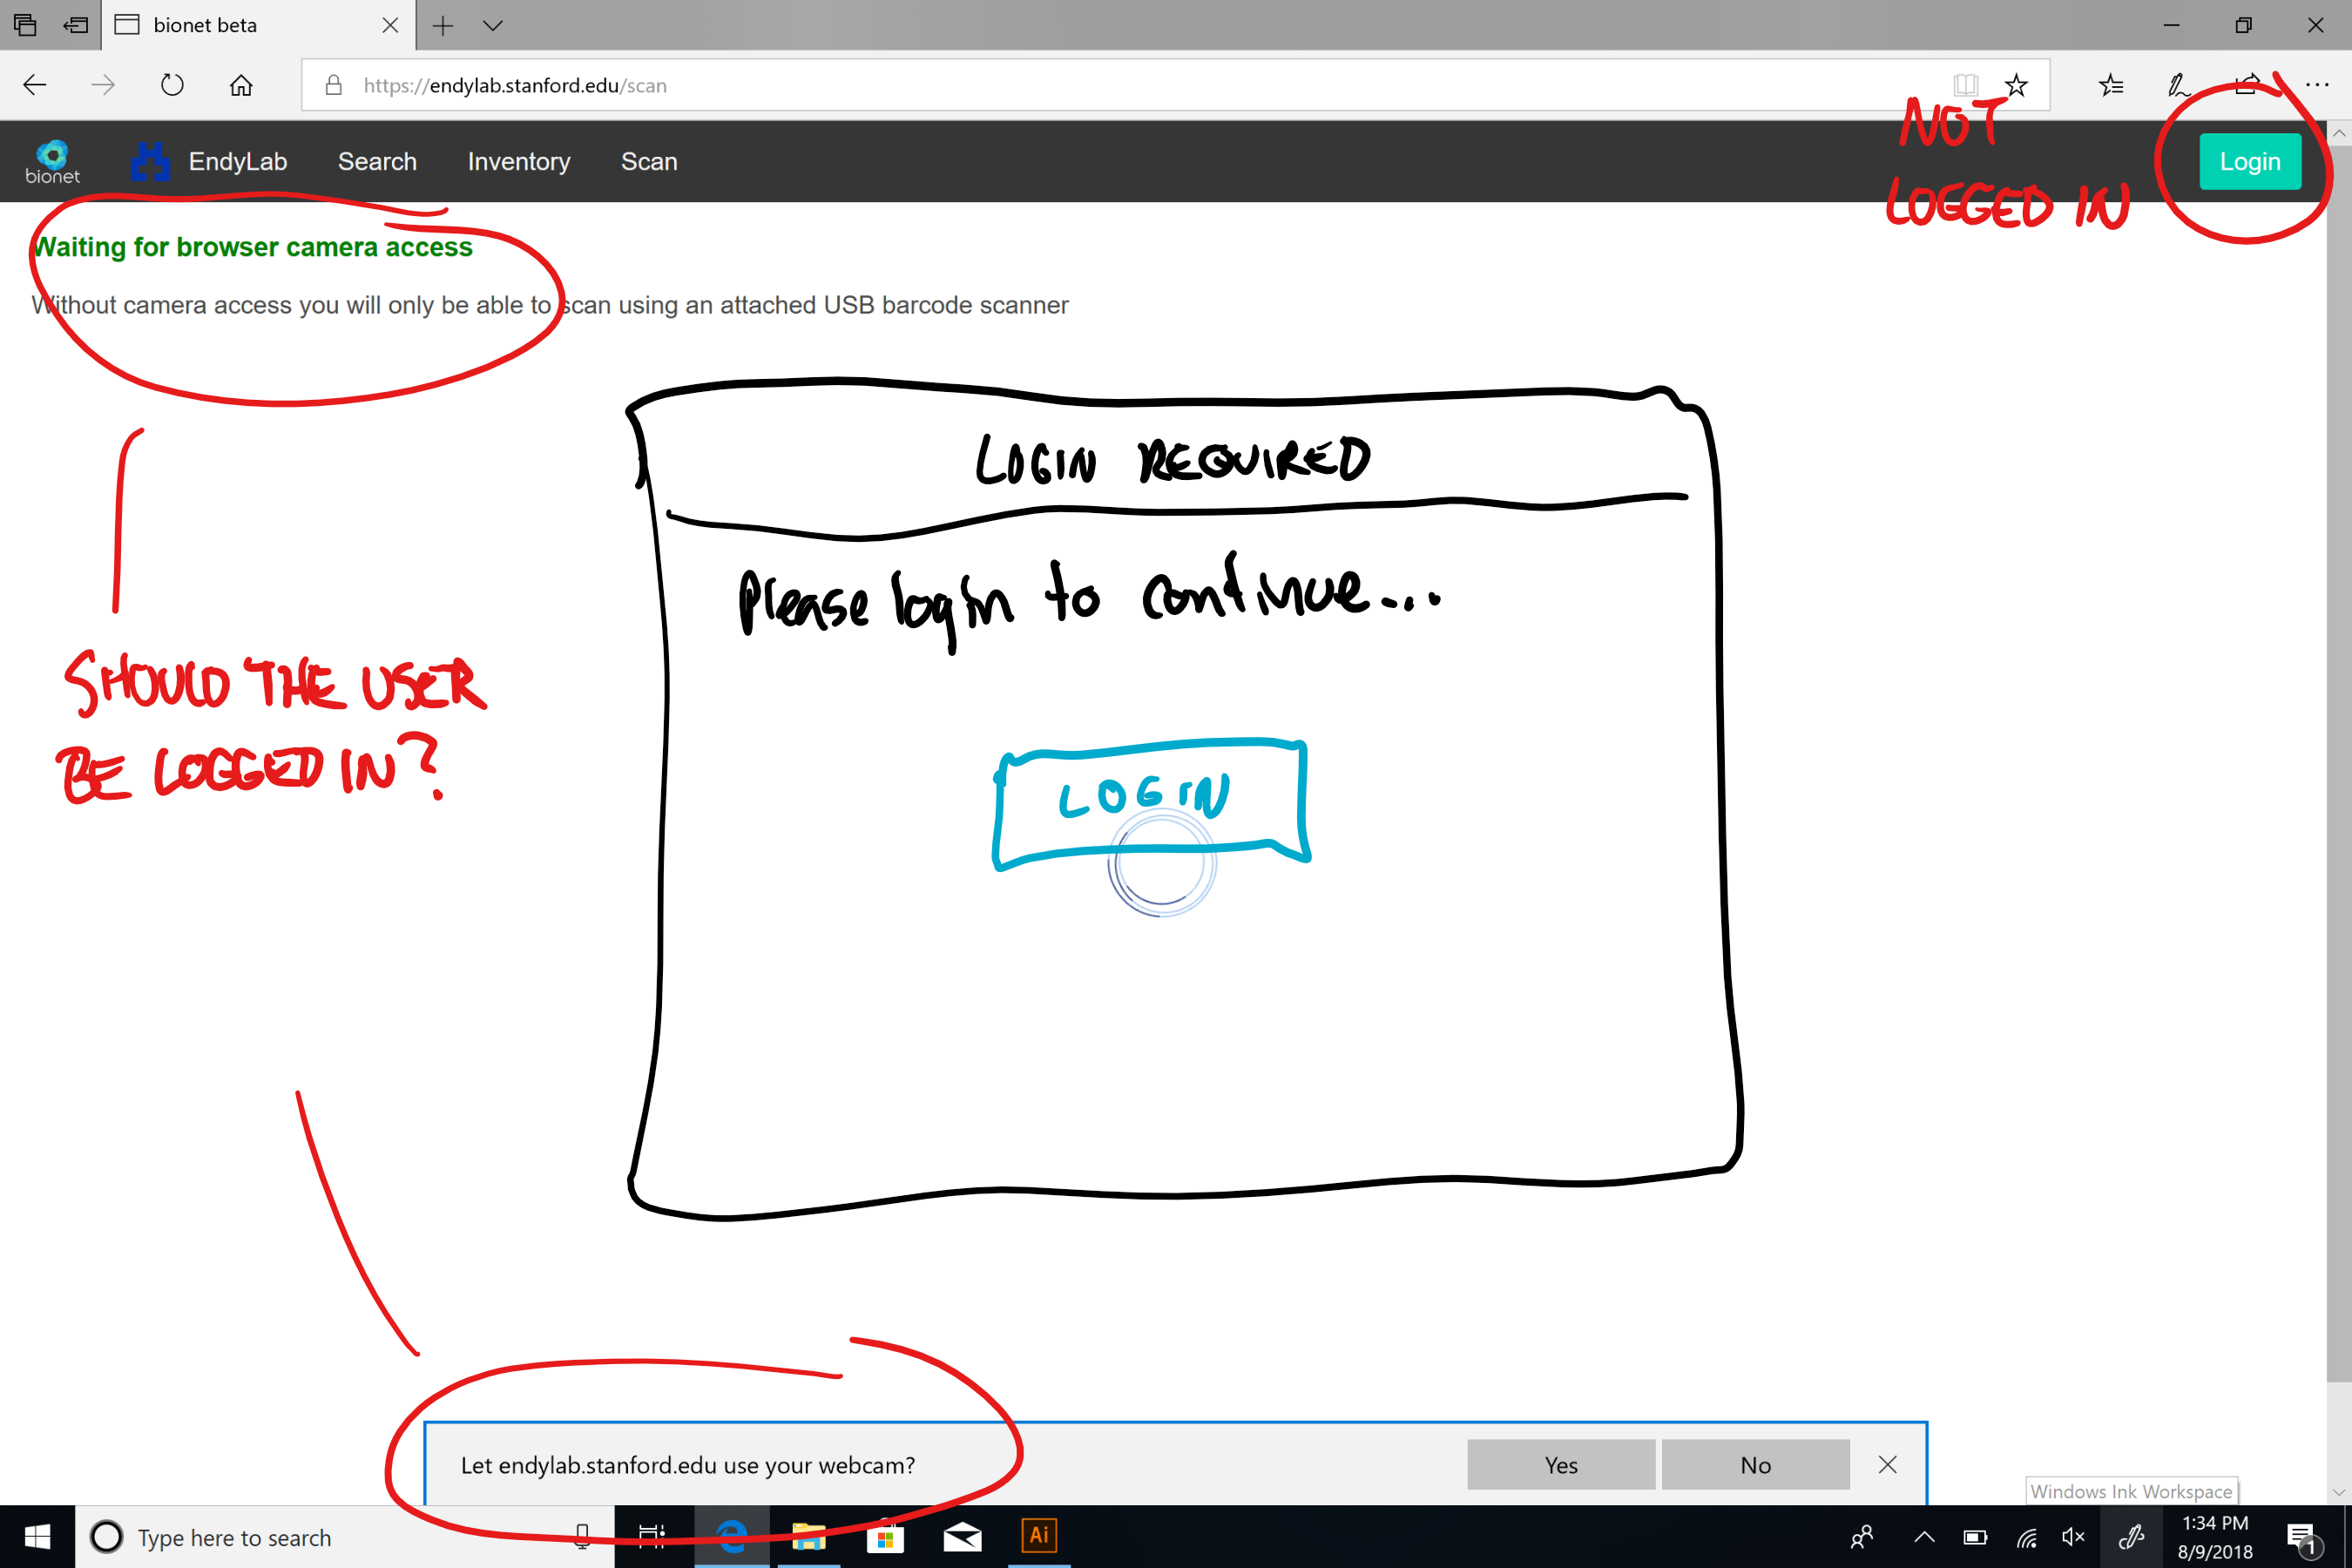 bionet beta
https://endylab.stanford.edu/scan
NOT
LOGGED IN
bionet
EndyLab Search Inventory Scan Login
Waiting for browser camera access
Without camera access you will only be able to scan using an attached USB barcode scanner
LOGIN REQUIRED
Please login to continue...
SHOULD THE USER
BE LOGGED IN?
LOGIN
Let endylab.stanford.edu use your webcam? Yes No
Windows Ink Workspace
Type here to search
Ai
1:34 PM
8/9/2018
1